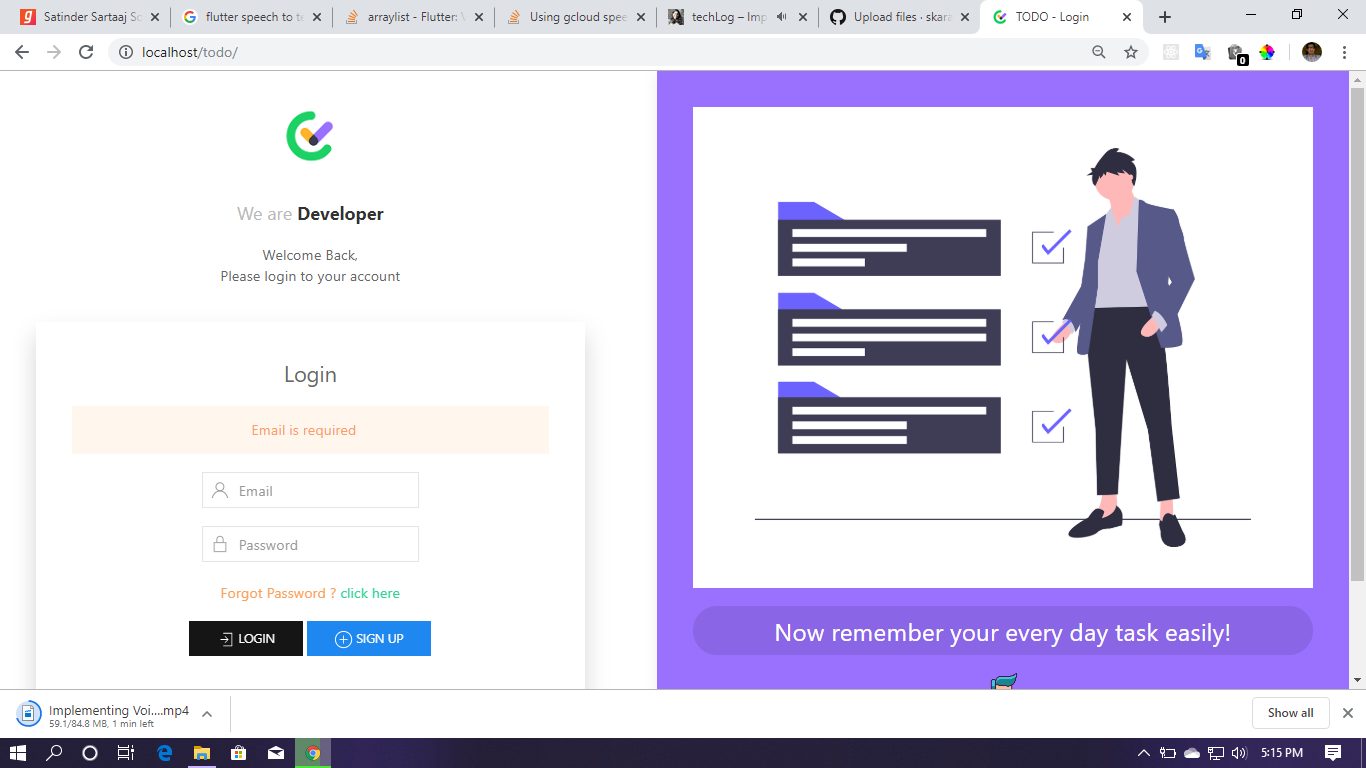 Satinder Sartaaj So
flutter speech to te
arraylist - Flutter: V
Using gcloud spee
techLog – Imp
Upload files · skara
TODO - Login
localhost/todo/
0
We are Developer
Welcome Back,
Please login to your account
Login
Email is required
Email
Password
Forgot Password ? click here
LOGIN
SIGN UP
Now remember your every day task easily!
Implementing Voi....mp4
59.1/84.8 MB, 1 min left
Show all
5:15 PM